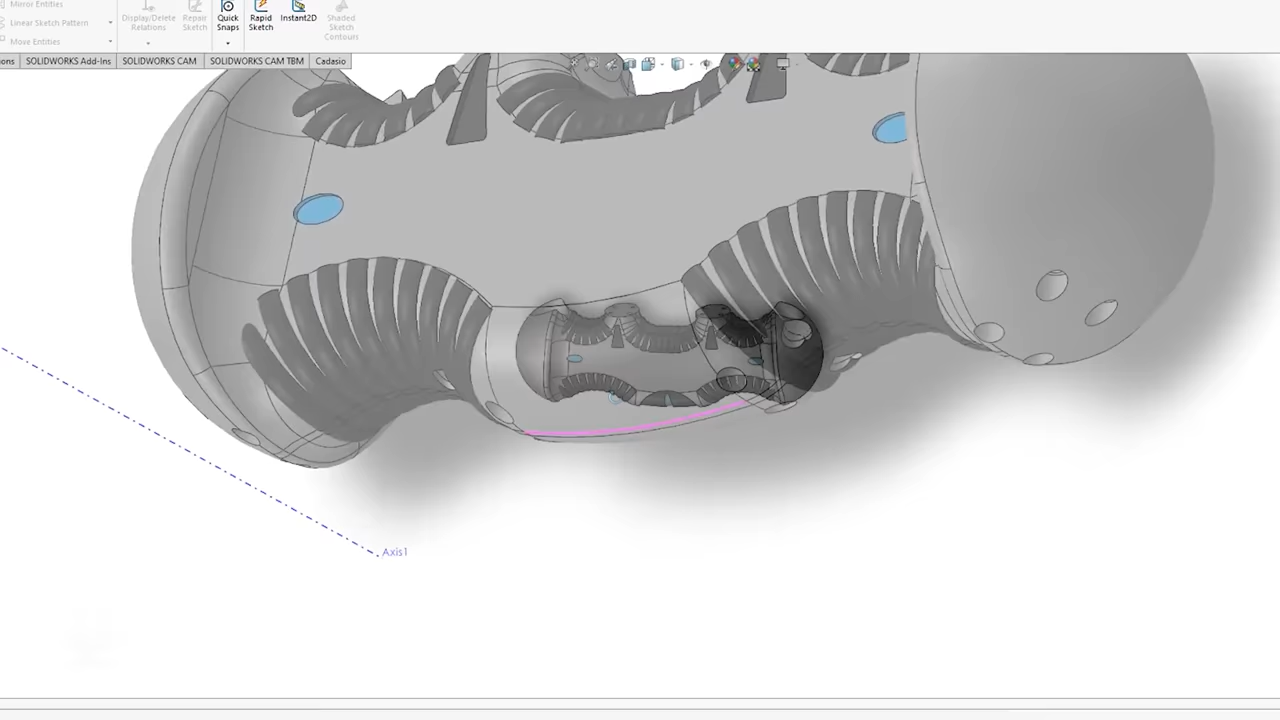 Mirror Entities
Linear Sketch Pattern
Move Entities
Display/Delete
Relations
Repair
Sketch
Quick
Snaps
Rapid
Sketch
Instant2D
Shaded
Sketch
Contours
ons
SOLIDWORKS Add-Ins
SOLIDWORKS CAM
SOLIDWORKS CAM TBM
Cadasio
Axis1